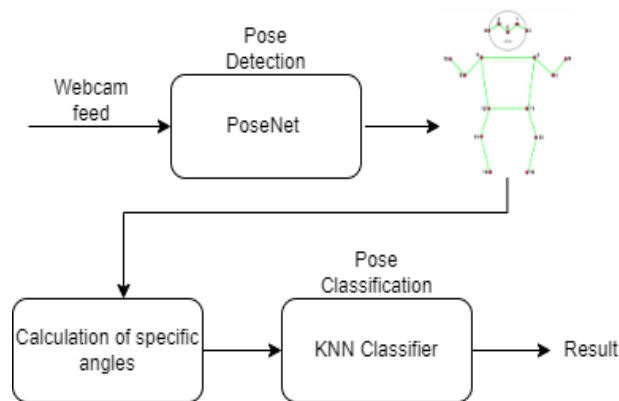 Pose
Detection
Webcam
feed
PoseNet
Pose
Classification
Calculation of specific
angles
KNN Classifier
Result